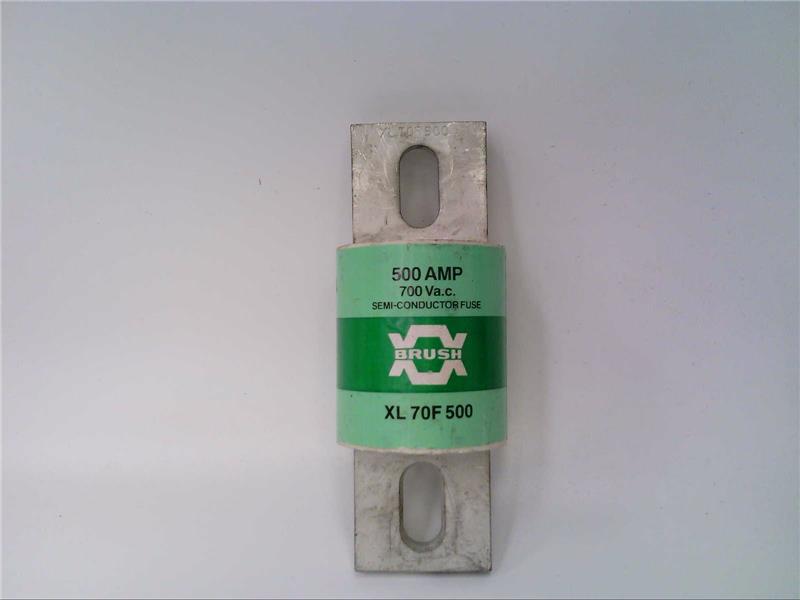 XL70F500
500 AMP
700 Va.c.
SEMI-CONDUCTOR FUSE
BRUSH
XL 70F 500